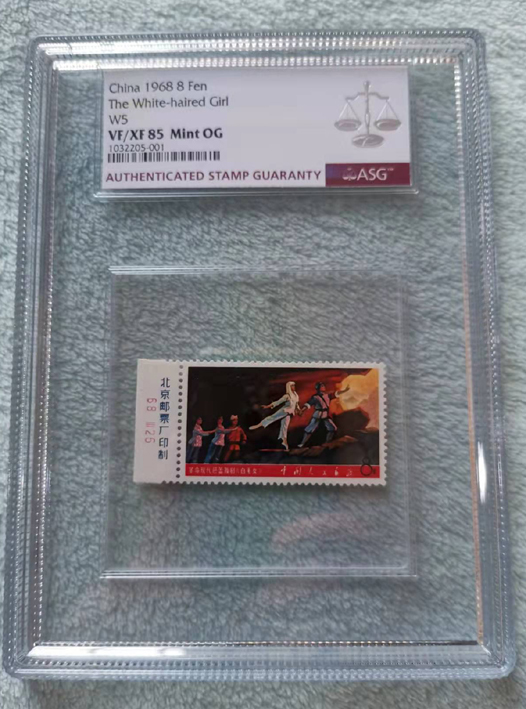 China 1968 8 Fen
The White-haired Girl
W5
VF/XF 85 Mint OG
1032205-001
AUTHENTICATED STAMP GUARANTY
ASG
北京邮票厂印制
中国人民邮政
8